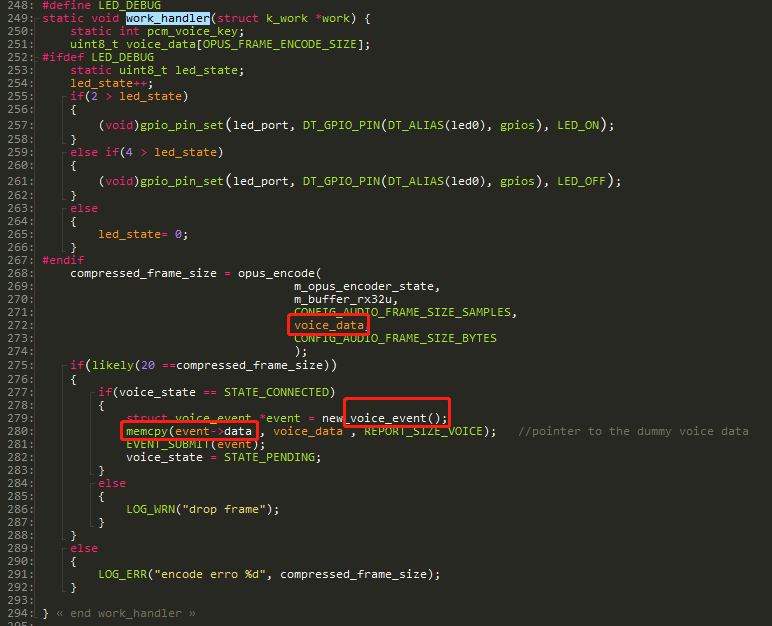 248: #define LED_DEBUG
249: static void work_handler(struct k_work *work) {
250: static int pcm_voice_key;
251: uint8_t voice_data[OPUS_FRAME_ENCODE_SIZE];
252: #ifdef LED_DEBUG
253: static uint8_t led_state;
254: led_state++;
255: if(2 > led_state)
256: {
257: (void)gpio_pin_set(led_port, DT_GPIO_PIN(DT_ALIAS(led0), gpios), LED_ON);
258: }
259: else if(4 > led_state)
260: {
261: (void)gpio_pin_set(led_port, DT_GPIO_PIN(DT_ALIAS(led0), gpios), LED_OFF);
262: }
263: else
264: {
265: led_state= 0;
266: }
267: #endif
268: compressed_frame_size = opus_encode(
269: m_opus_encoder_state,
270: m_buffer_rx32u,
271: CONFIG_AUDIO_FRAME_SIZE_SAMPLES,
272: voice_data,
273: CONFIG_AUDIO_FRAME_SIZE_BYTES
274: );
275: if(likely(20 ==compressed_frame_size))
276: {
277: if(voice_state == STATE_CONNECTED)
278: {
279: struct voice_event *event = new_voice_event();
280: memcpy(event->data , voice_data , REPORT_SIZE_VOICE); //pointer to the dummy voice data
281: EVENT_SUBMIT(event);
282: voice_state = STATE_PENDING;
283: }
284: else
285: {
286: LOG_WRN("drop frame");
287: }
288: }
289: else
290: {
291: LOG_ERR("encode erro %d", compressed_frame_size);
292: }
293:
294: } « end work_handler »